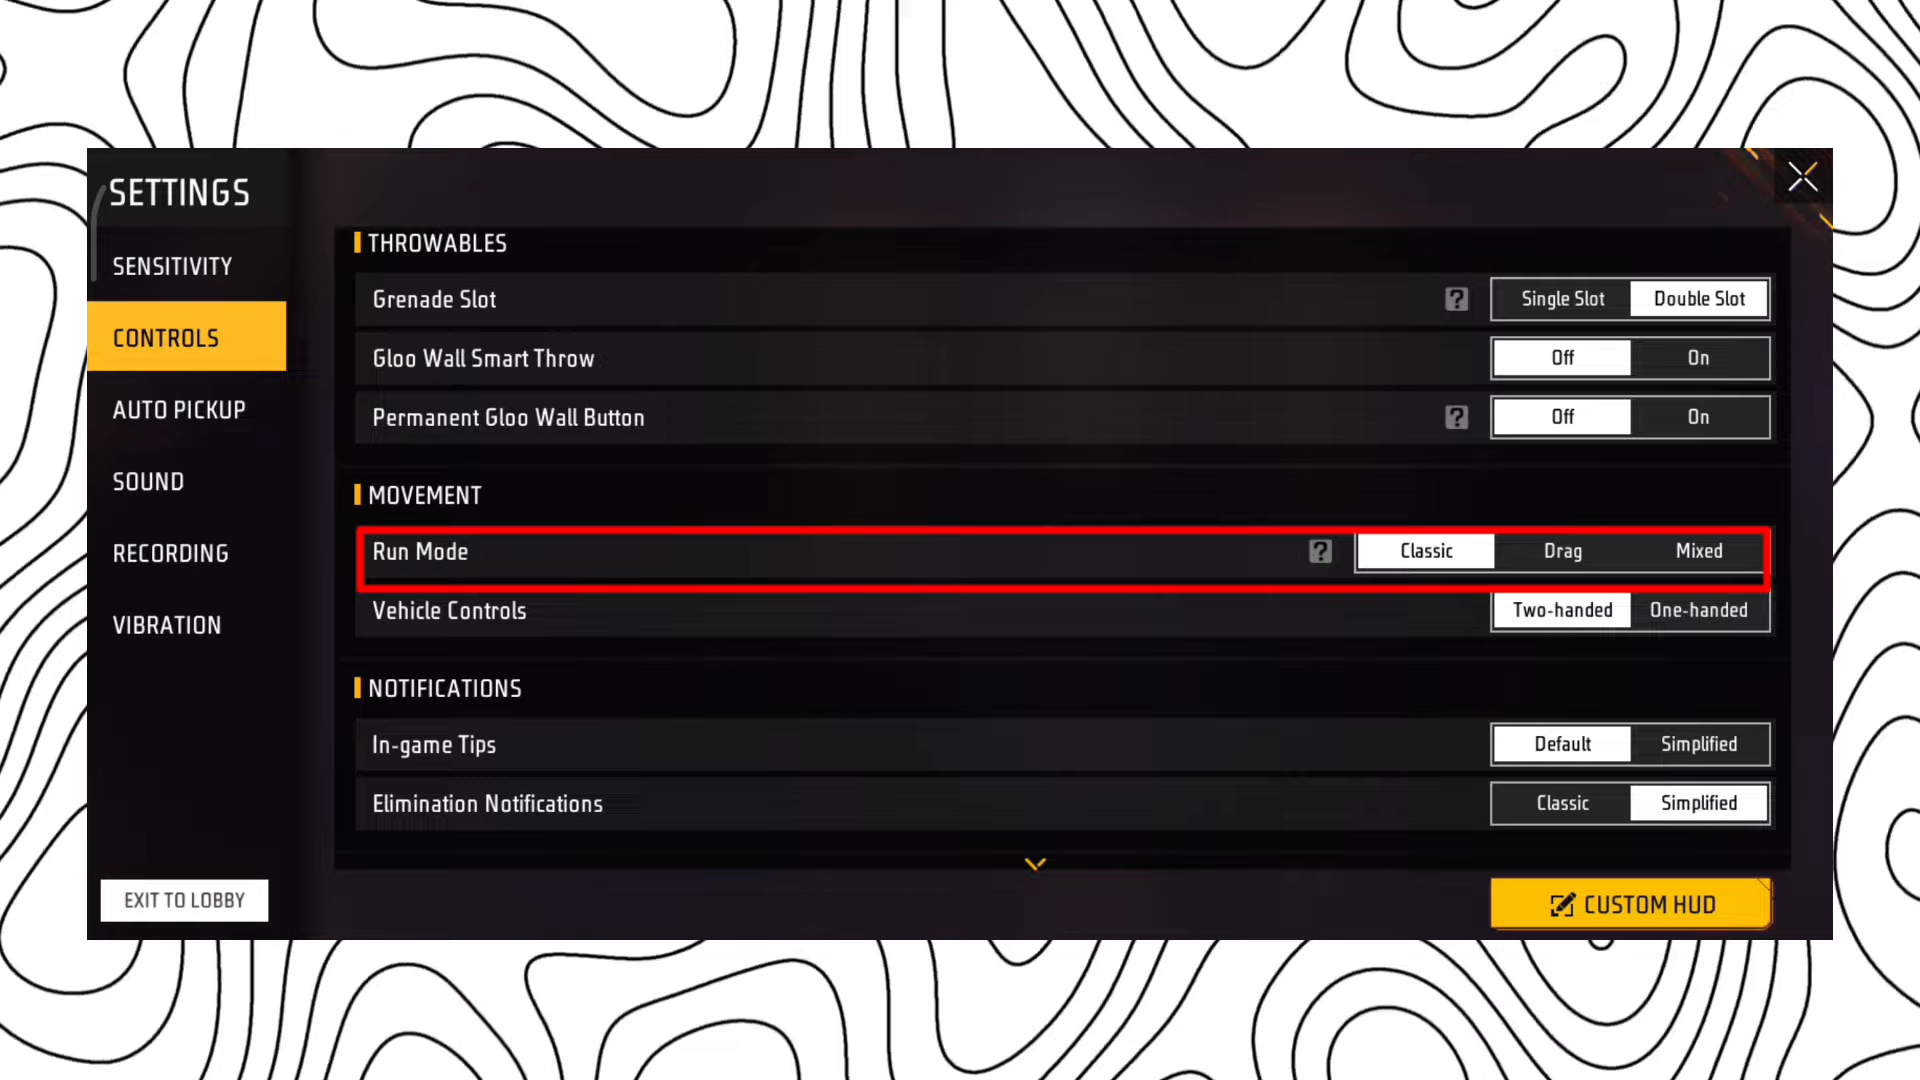 SETTINGS
SENSITIVITY
CONTROLS
AUTO PICKUP
SOUND
RECORDING
VIBRATION
EXIT TO LOBBY
THROWABLES
Grenade Slot ? Single Slot Double Slot
Gloo Wall Smart Throw Off On
Permanent Gloo Wall Button ? Off On
MOVEMENT
Run Mode ? Classic Drag Mixed
Vehicle Controls Two-handed One-handed
NOTIFICATIONS
In-game Tips Default Simplified
Elimination Notifications Classic Simplified
CUSTOM HUD